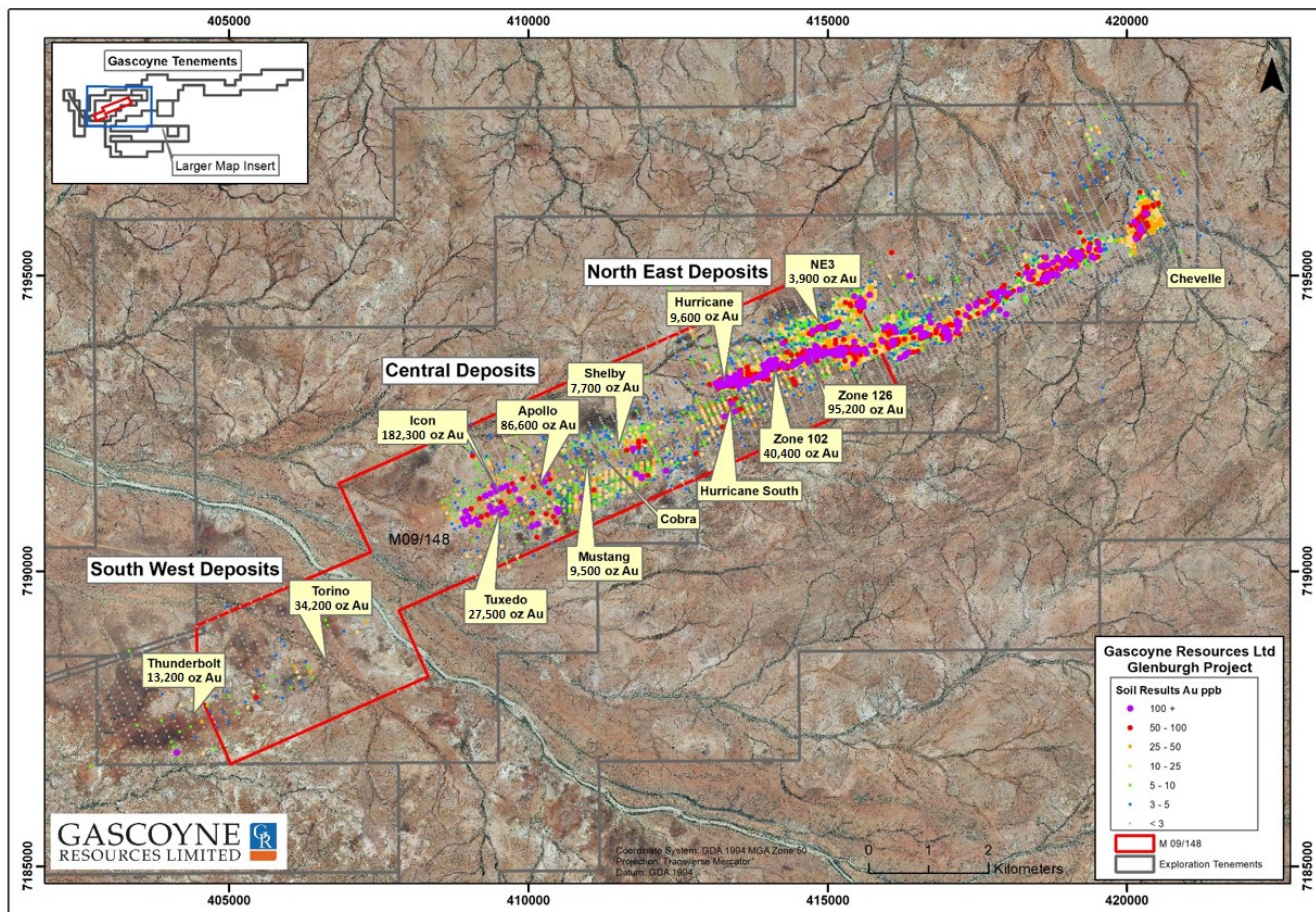 405000
410000
415000
420000
Gascoyne Tenements
Larger Map Insert
N
7195000
7195000
North East Deposits
NE3
3,900 oz Au
Chevelle
Hurricane
9,600 oz Au
Central Deposits
Shelby
7,700 oz Au
Icon
182,300 oz Au
Apollo
86,600 oz Au
Zone 126
95,200 oz Au
Zone 102
40,400 oz Au
Hurricane South
Cobra
M09/148
Mustang
9,500 oz Au
Tuxedo
27,500 oz Au
7190000
7190000
South West Deposits
Torino
34,200 oz Au
Thunderbolt
13,200 oz Au
Gascoyne Resources Ltd
Glenburgh Project
Soil Results Au ppb
100 +
50 - 100
25 - 50
10 - 25
5 - 10
3 - 5
< 3
M 09/148
Exploration Tenements
GASCOYNE
RESOURCES LIMITED
GR
Coordinate System: GDA 1994 MGA Zone 50
Projection: Transverse Mercator
Datum: GDA 1994
0 1 2
Kilometers
7185000
7185000
405000
410000
415000
420000